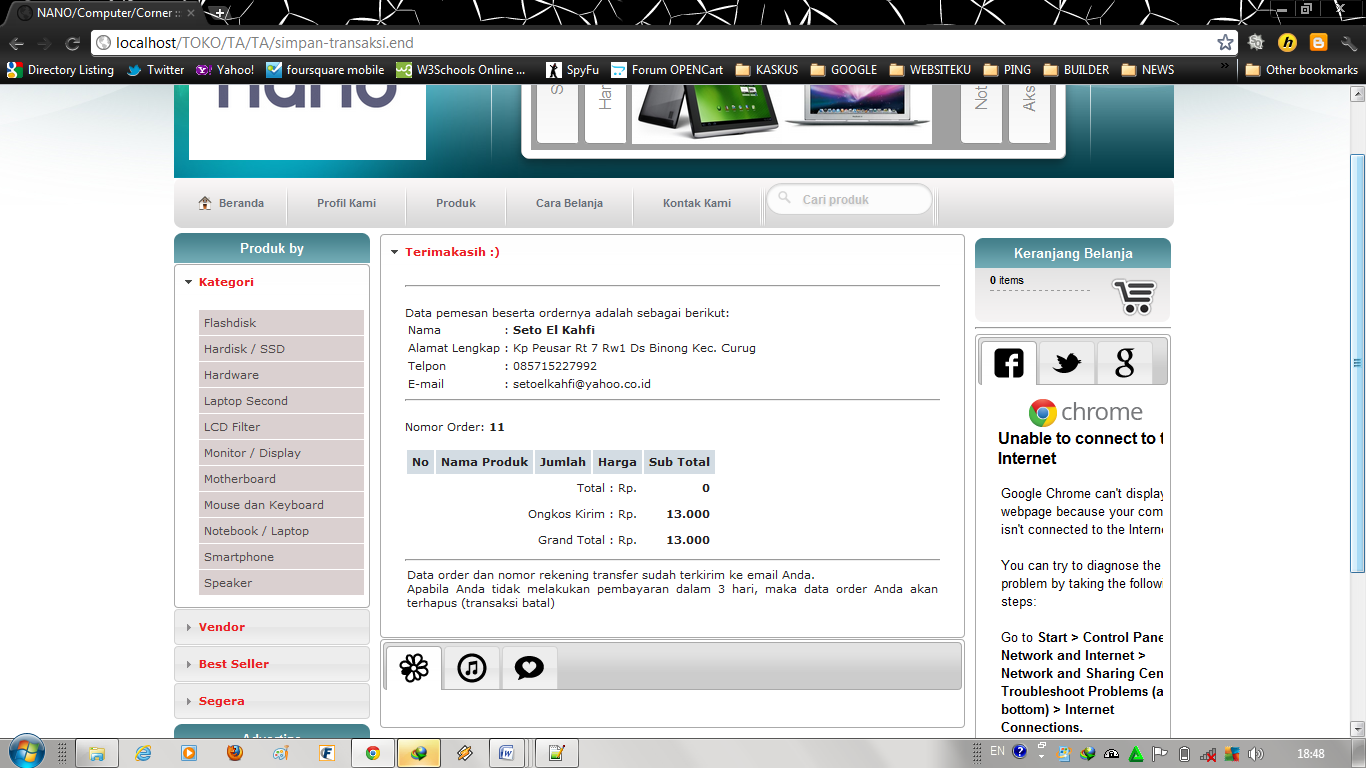 NANO/Computer/Corner ::
localhost/TOKO/TA/TA/simpan-transaksi.end
Directory Listing Twitter Yahoo! foursquare mobile W3Schools Online ... SpyFu Forum OPENCart KASKUS GOOGLE WEBSITEKU PING BUILDER NEWS » Other bookmarks
nano
Beranda Profil Kami Produk Cara Belanja Kontak Kami Cari produk
Produk by
Kategori
Flashdisk
Hardisk / SSD
Hardware
Laptop Second
LCD Filter
Monitor / Display
Motherboard
Mouse dan Keyboard
Notebook / Laptop
Smartphone
Speaker
Vendor
Best Seller
Segera
Terimakasih :)
Data pemesan beserta ordernya adalah sebagai berikut:
Nama : Seto El Kahfi
Alamat Lengkap : Kp Peusar Rt 7 Rw1 Ds Binong Kec. Curug
Telpon : 085715227992
E-mail : setoelkahfi@yahoo.co.id
Nomor Order: 11
No Nama Produk Jumlah Harga Sub Total
Total : Rp. 0
Ongkos Kirim : Rp. 13.000
Grand Total : Rp. 13.000
Data order dan nomor rekening transfer sudah terkirim ke email Anda.
Apabila Anda tidak melakukan pembayaran dalam 3 hari, maka data order Anda akan
terhapus (transaksi batal)
Keranjang Belanja
0 items
chrome
Unable to connect to t
Internet
Google Chrome can't display
webpage because your com
isn't connected to the Interne
You can try to diagnose the
problem by taking the followi
steps:
Go to Start > Control Pane
Network and Internet >
Network and Sharing Cen
Troubleshoot Problems (a
bottom) > Internet
Connections.
EN 18:48